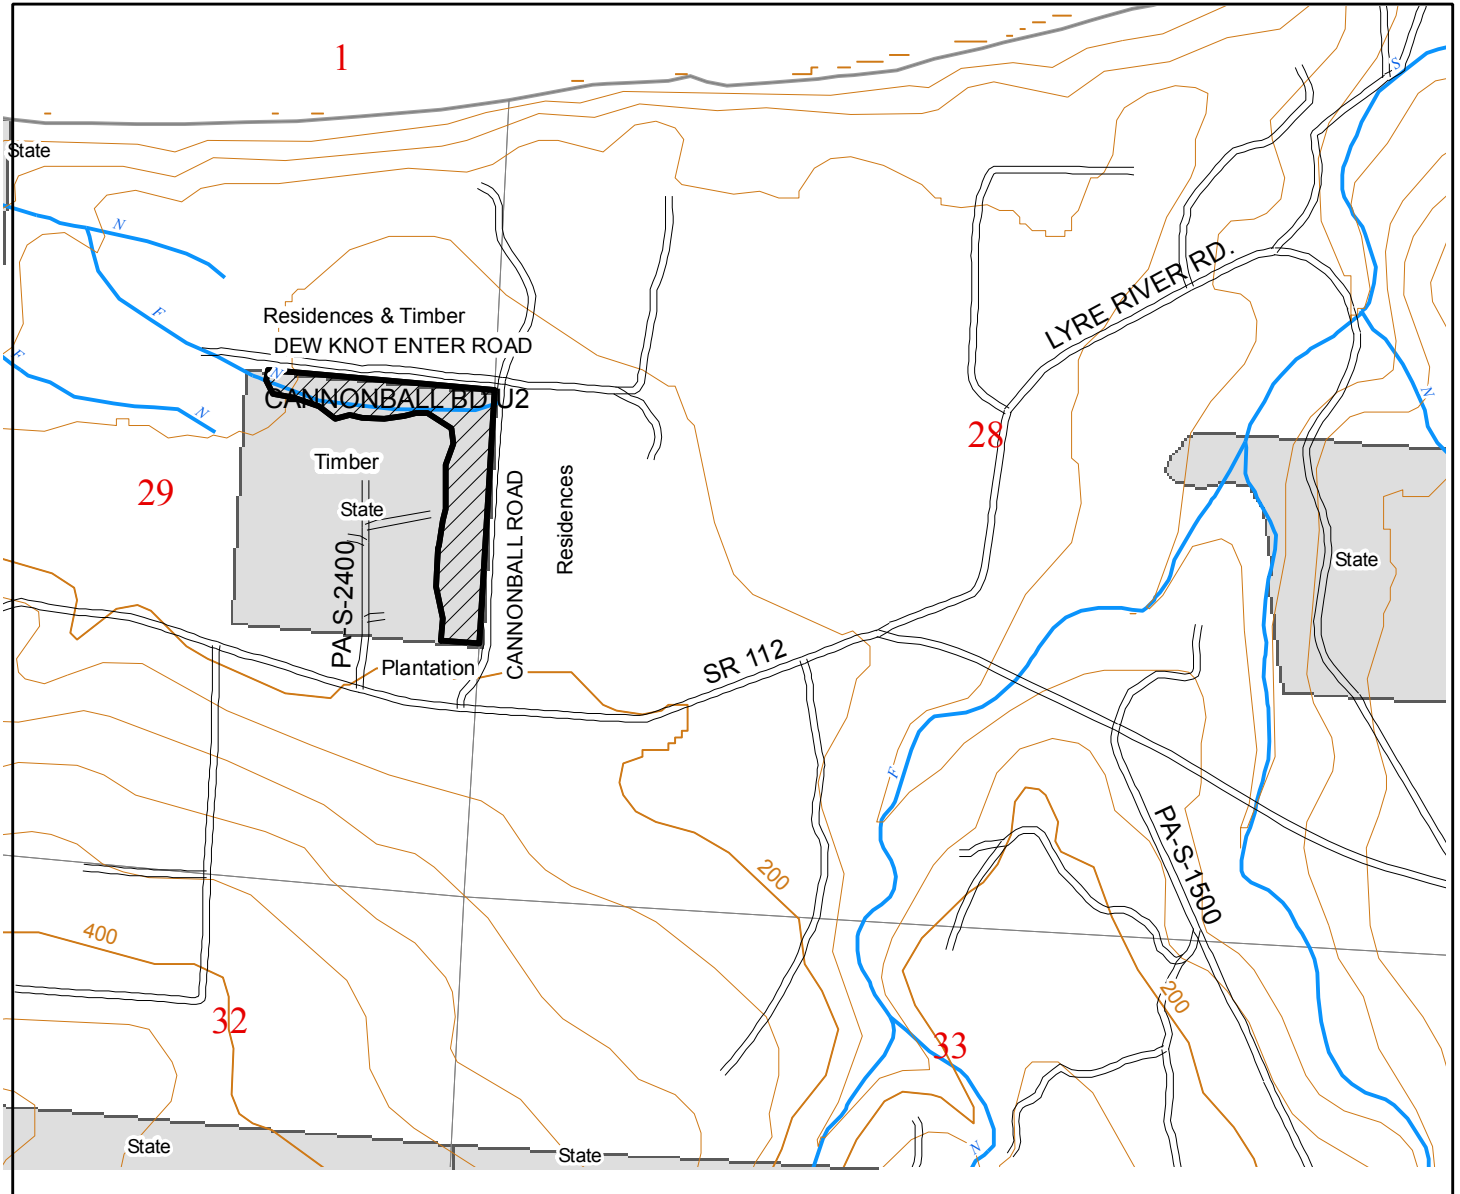 1
S
State
N
LYRE RIVER RD.
F
Residences & Timber
DEW KNOT ENTER ROAD
F
N
CANNONBALL BD U2
N
N
28
Timber
29
State
CANNONBALL ROAD
Residences
PA-S-2400
State
Plantation
SR 112
F
PA-S-1500
200
400
200
32
33
State
State
N